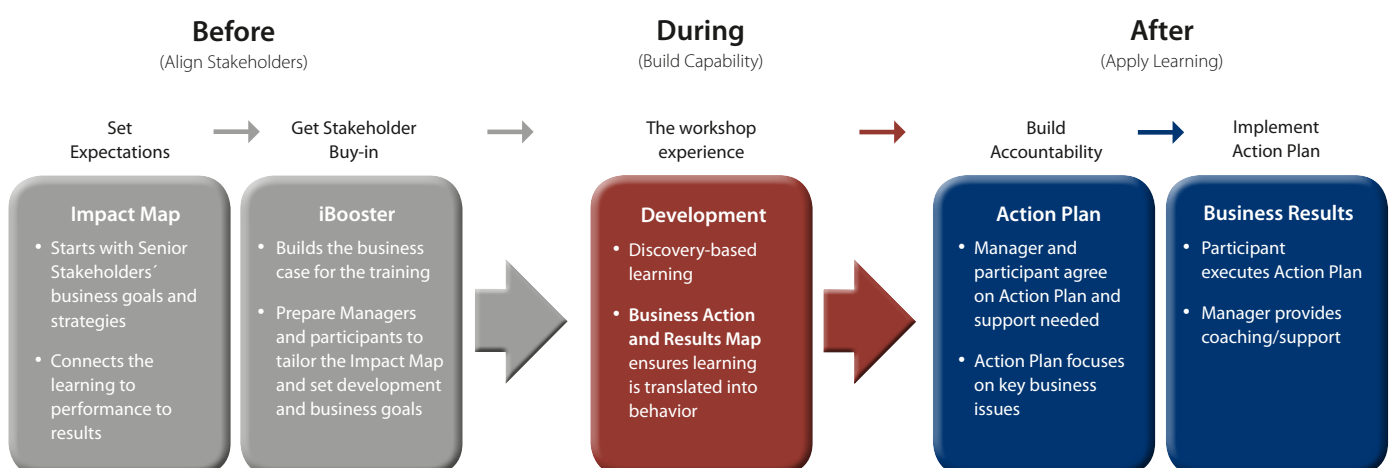 Before
(Align Stakeholders)
During
(Build Capability)
After
(Apply Learning)
Set
Expectations
Get Stakeholder
Buy-in
The workshop
experience
Build
Accountability
Implement
Action Plan
Impact Map
• Starts with Senior
Stakeholders´
business goals and
strategies
• Connects the
learning to
performance to
results
iBooster
• Builds the business
case for the training
• Prepare Managers
and participants to
tailor the Impact Map
and set development
and business goals
Development
• Discovery-based
learning
• Business Action
and Results Map
ensures learning
is translated into
behavior
Action Plan
• Manager and
participant agree
on Action Plan and
support needed
• Action Plan focuses
on key business
issues
Business Results
• Participant
executes Action Plan
• Manager provides
coaching/support